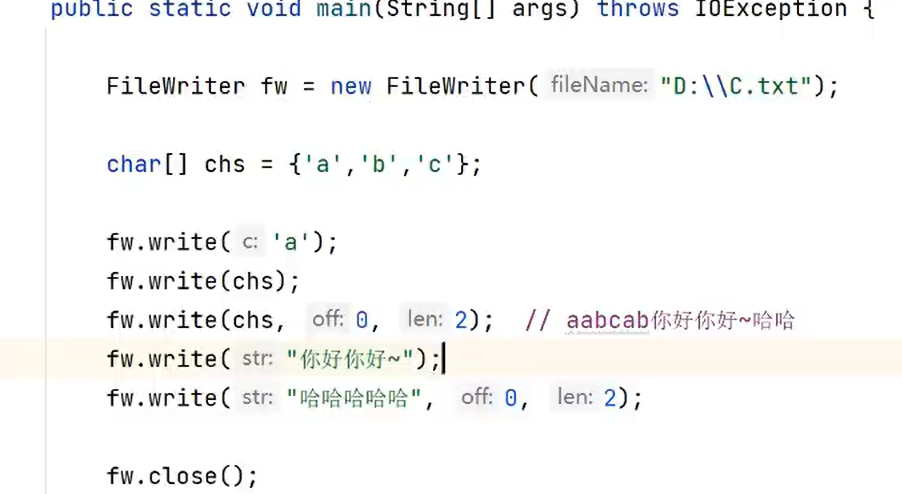 public static void main(String[] args) throws IOException {
FileWriter fw = new FileWriter( fileName: "D:\\C.txt");
char[] chs = {'a','b','c'};
fw.write( c: 'a');
fw.write(chs);
fw.write(chs, off: 0, len: 2); // aabcab你好你好~哈哈
fw.write( str: "你好你好~");
fw.write( str: "哈哈哈哈哈", off: 0, len: 2);
fw.close();